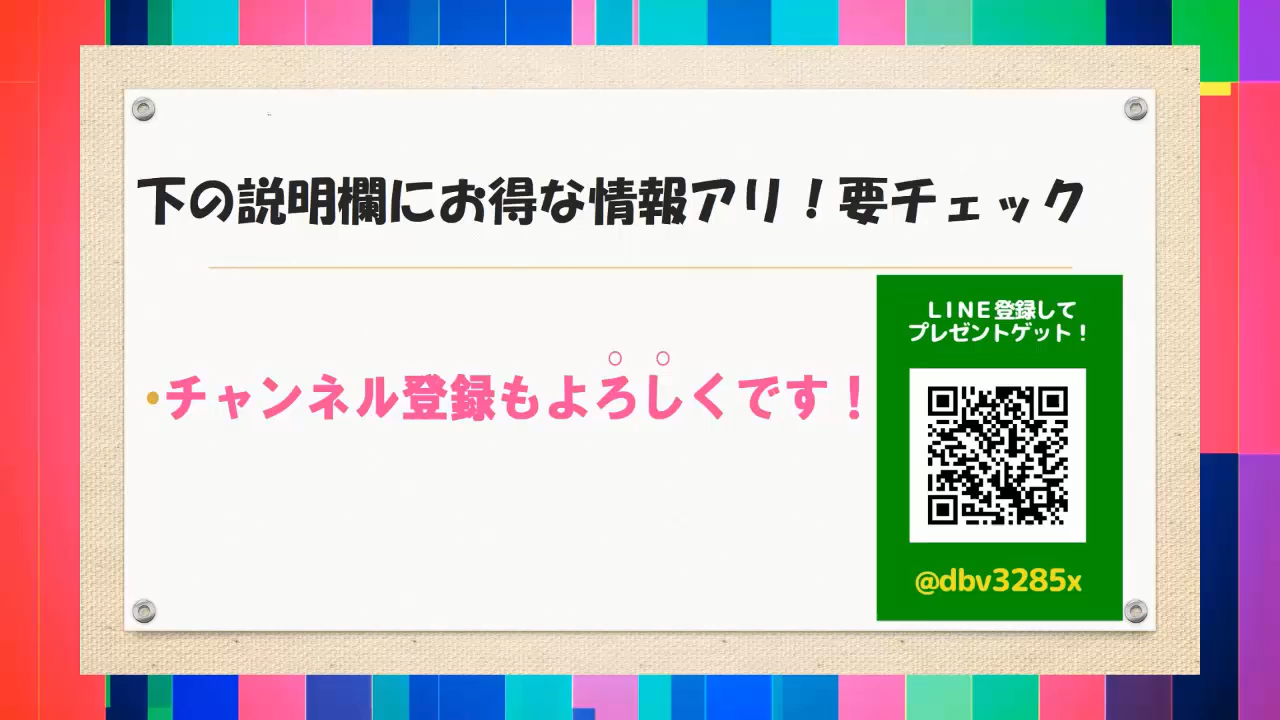 下の説明欄にお得な情報アリ！要チェック
•チャンネル登録もよろしくです！
LINE登録して
プレゼントゲット！
@dbv3285x